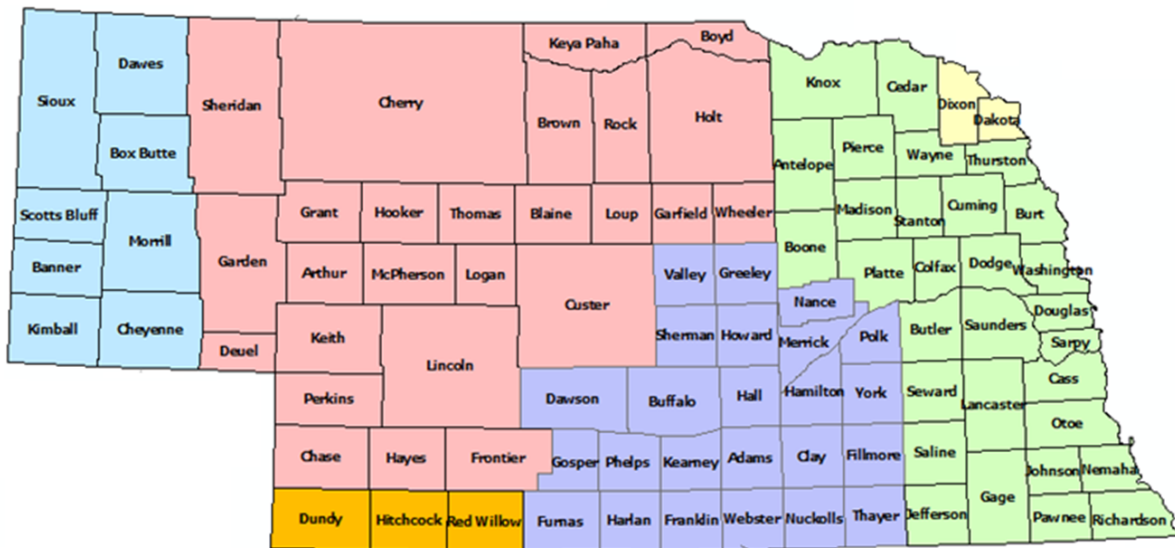 Keya Paha
Boyd
Dawes
Sioux
Sheridan
Cherry
Brown
Rock
Holt
Knox
Cedar
Dixon
Dakota
Box Butte
Antelope
Pierce
Wayne
Thurston
Scotts Bluff
Morrill
Grant
Hooker
Thomas
Blaine
Loup
Garfield
Wheeler
Madison
Stanton
Cuming
Burt
Banner
Garden
Arthur
McPherson
Logan
Custer
Valley
Greeley
Boone
Platte
Colfax
Dodge
Washington
Kimball
Cheyenne
Deuel
Keith
Lincoln
Sherman
Howard
Nance
Merrick
Polk
Butler
Saunders
Douglas
Sarpy
Perkins
Dawson
Buffalo
Hall
Hamilton
York
Seward
Lancaster
Cass
Otoe
Chase
Hayes
Frontier
Gosper
Phelps
Kearney
Adams
Clay
Fillmore
Saline
Gage
Johnson
Nemaha
Dundy
Hitchcock
Red Willow
Furnas
Harlan
Franklin
Webster
Nuckolls
Thayer
Jefferson
Pawnee
Richardson